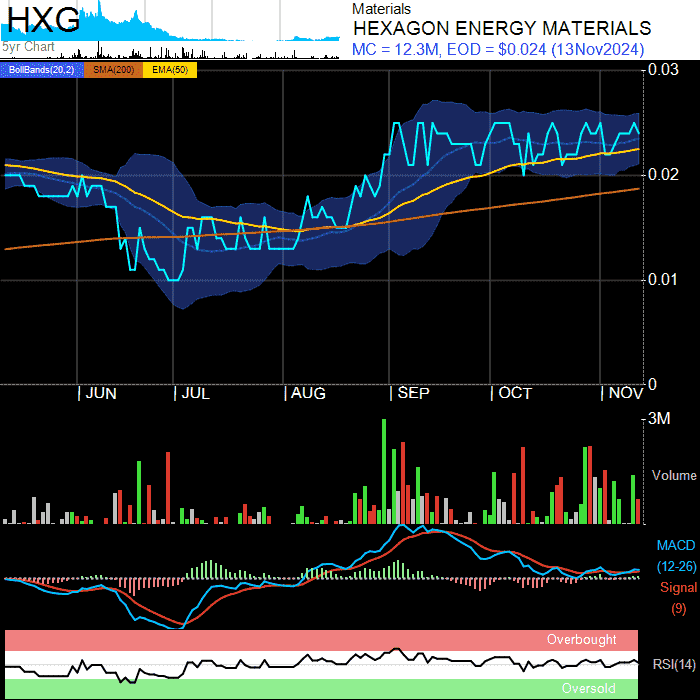 HXG
5yr Chart
Materials
HEXAGON ENERGY MATERIALS
MC = 12.3M, EOD = $0.024 (13Nov2024)
BollBands(20,2) SMA(200) EMA(50)
0.03
0.02
0.01
0
| JUN | JUL | AUG | SEP | OCT | NOV
3M
Volume
MACD
(12-26)
Signal
(9)
Overbought
RSI(14)
Oversold